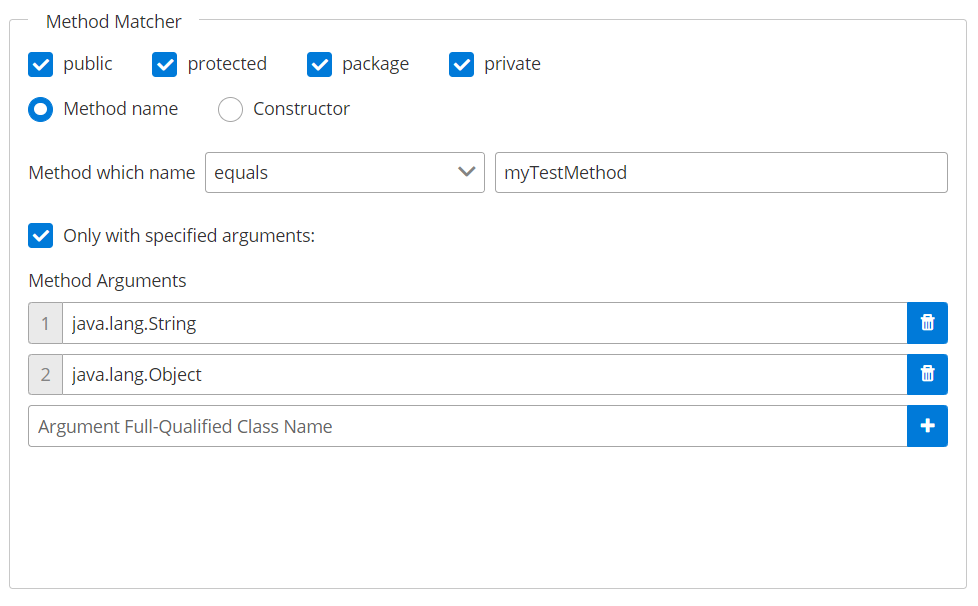 Method Matcher
public protected package private
Method name Constructor
Method which name equals myTestMethod
Only with specified arguments:
Method Arguments
1 java.lang.String
2 java.lang.Object
Argument Full-Qualified Class Name